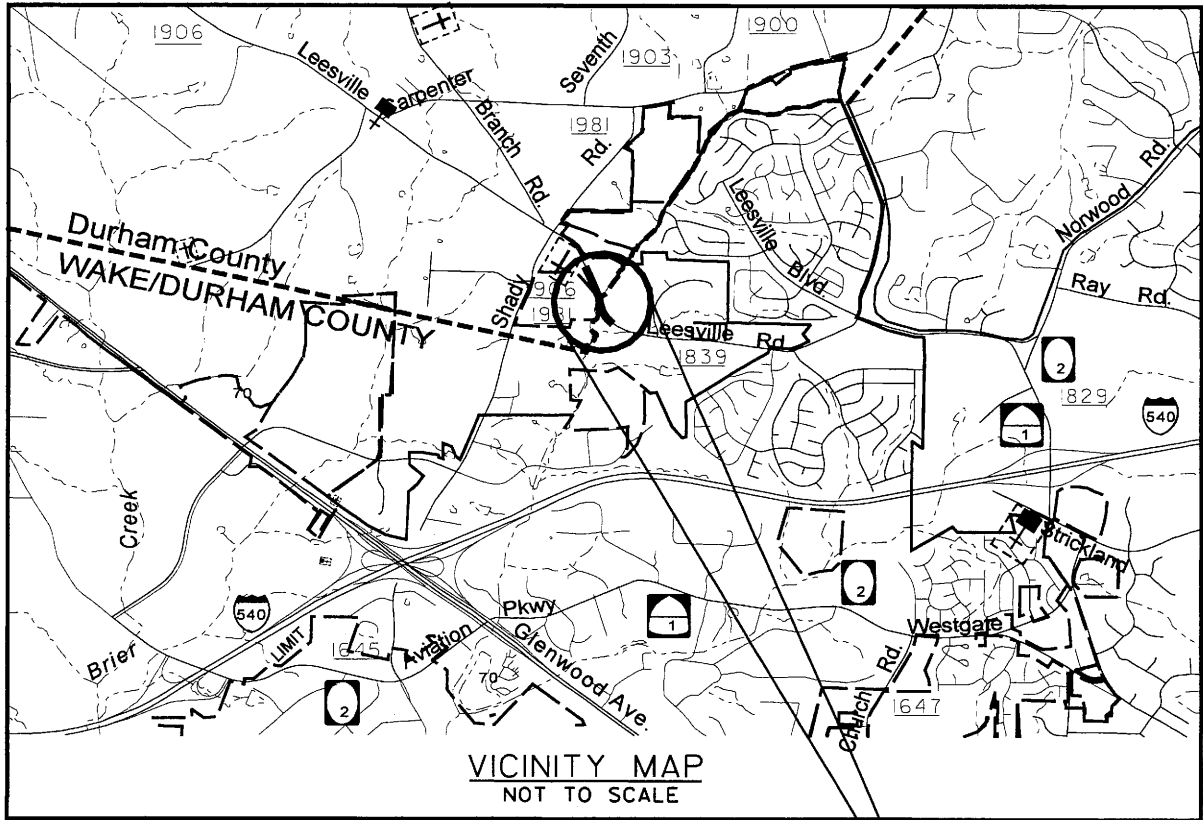 1906
1900
Seventh
1903
Leesville
Carpenter
Branch
Rd.
1981
Rd.
Leesville
Blvd.
Norwood
Rd.
Ray Rd.
Durham County
WAKE/DURHAM COUNTY
Shady
1906
1981
Leesville Rd.
1839
2
1829
1
540
70
Creek
Brier
540
LIMIT
1645
Aviation
Pkwy
Glenwood Ave.
70
2
1
2
Strickland
Westgate
Church
Rd.
1647
VICINITY MAP
NOT TO SCALE